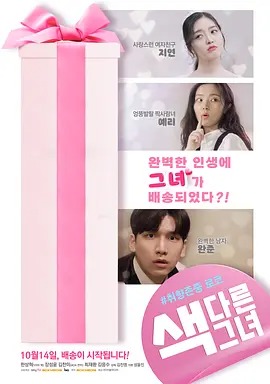 사랑스런 여자친구
지연
엉뚱발랄 짝사랑녀
예리
완벽한 인생에
그녀가
배송되었다?!
완벽한 남자
완준
#취향존중 로코
색다른
그녀
10월14일, 배송이 시작됩니다!